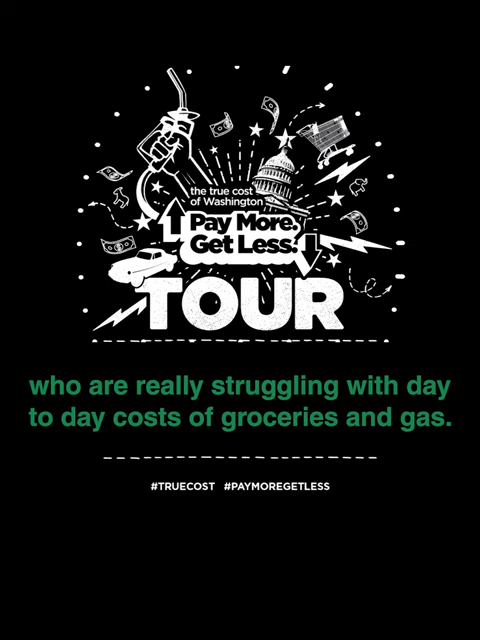 the true cost
of Washington
Pay More.
Get Less.
TOUR
who are really struggling with day
to day costs of groceries and gas.
#TRUECOST #PAYMOREGETLESS